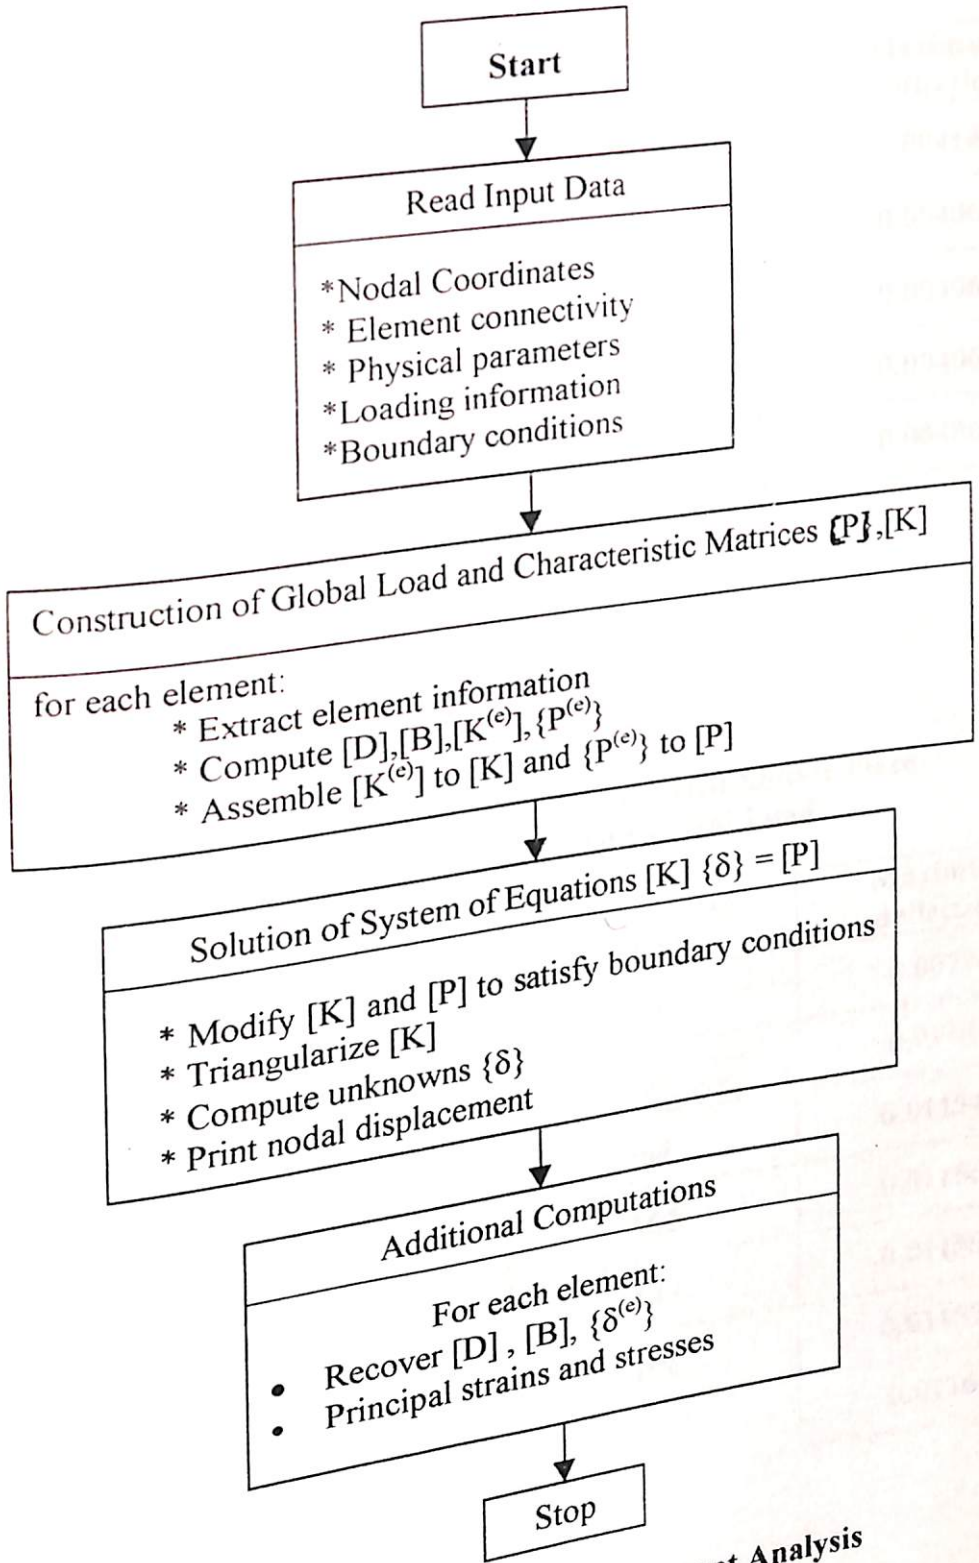 Start
Read Input Data
*Nodal Coordinates
* Element connectivity
* Physical parameters
*Loading information
*Boundary conditions
Construction of Global Load and Characteristic Matrices {P},[K]
for each element:
* Extract element information
* Compute [D],[B],[K^(e)],{P^(e)}
* Assemble [K^(e)] to [K] and {P^(e)} to [P]
Solution of System of Equations [K] {δ} = [P]
* Modify [K] and [P] to satisfy boundary conditions
* Triangularize [K]
* Compute unknowns {δ}
* Print nodal displacement
Additional Computations
For each element:
• Recover [D] , [B], {δ^(e)}
• Principal strains and stresses
Stop
Analysis